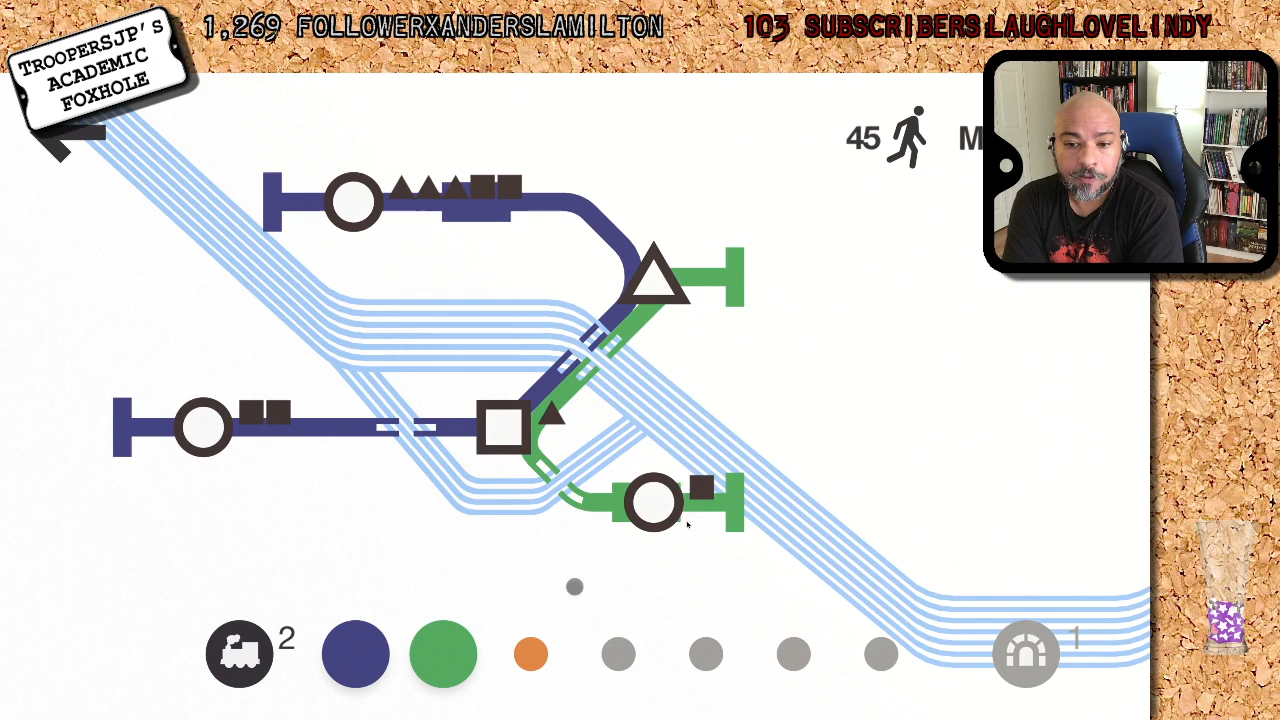 TROOPERSJP'S
ACADEMIC
FOXHOLE
1,269 FOLLOWERXANDERSLAMILTON
103 SUBSCRIBERS:LAUGHLOVELINDY
45
M
2
1